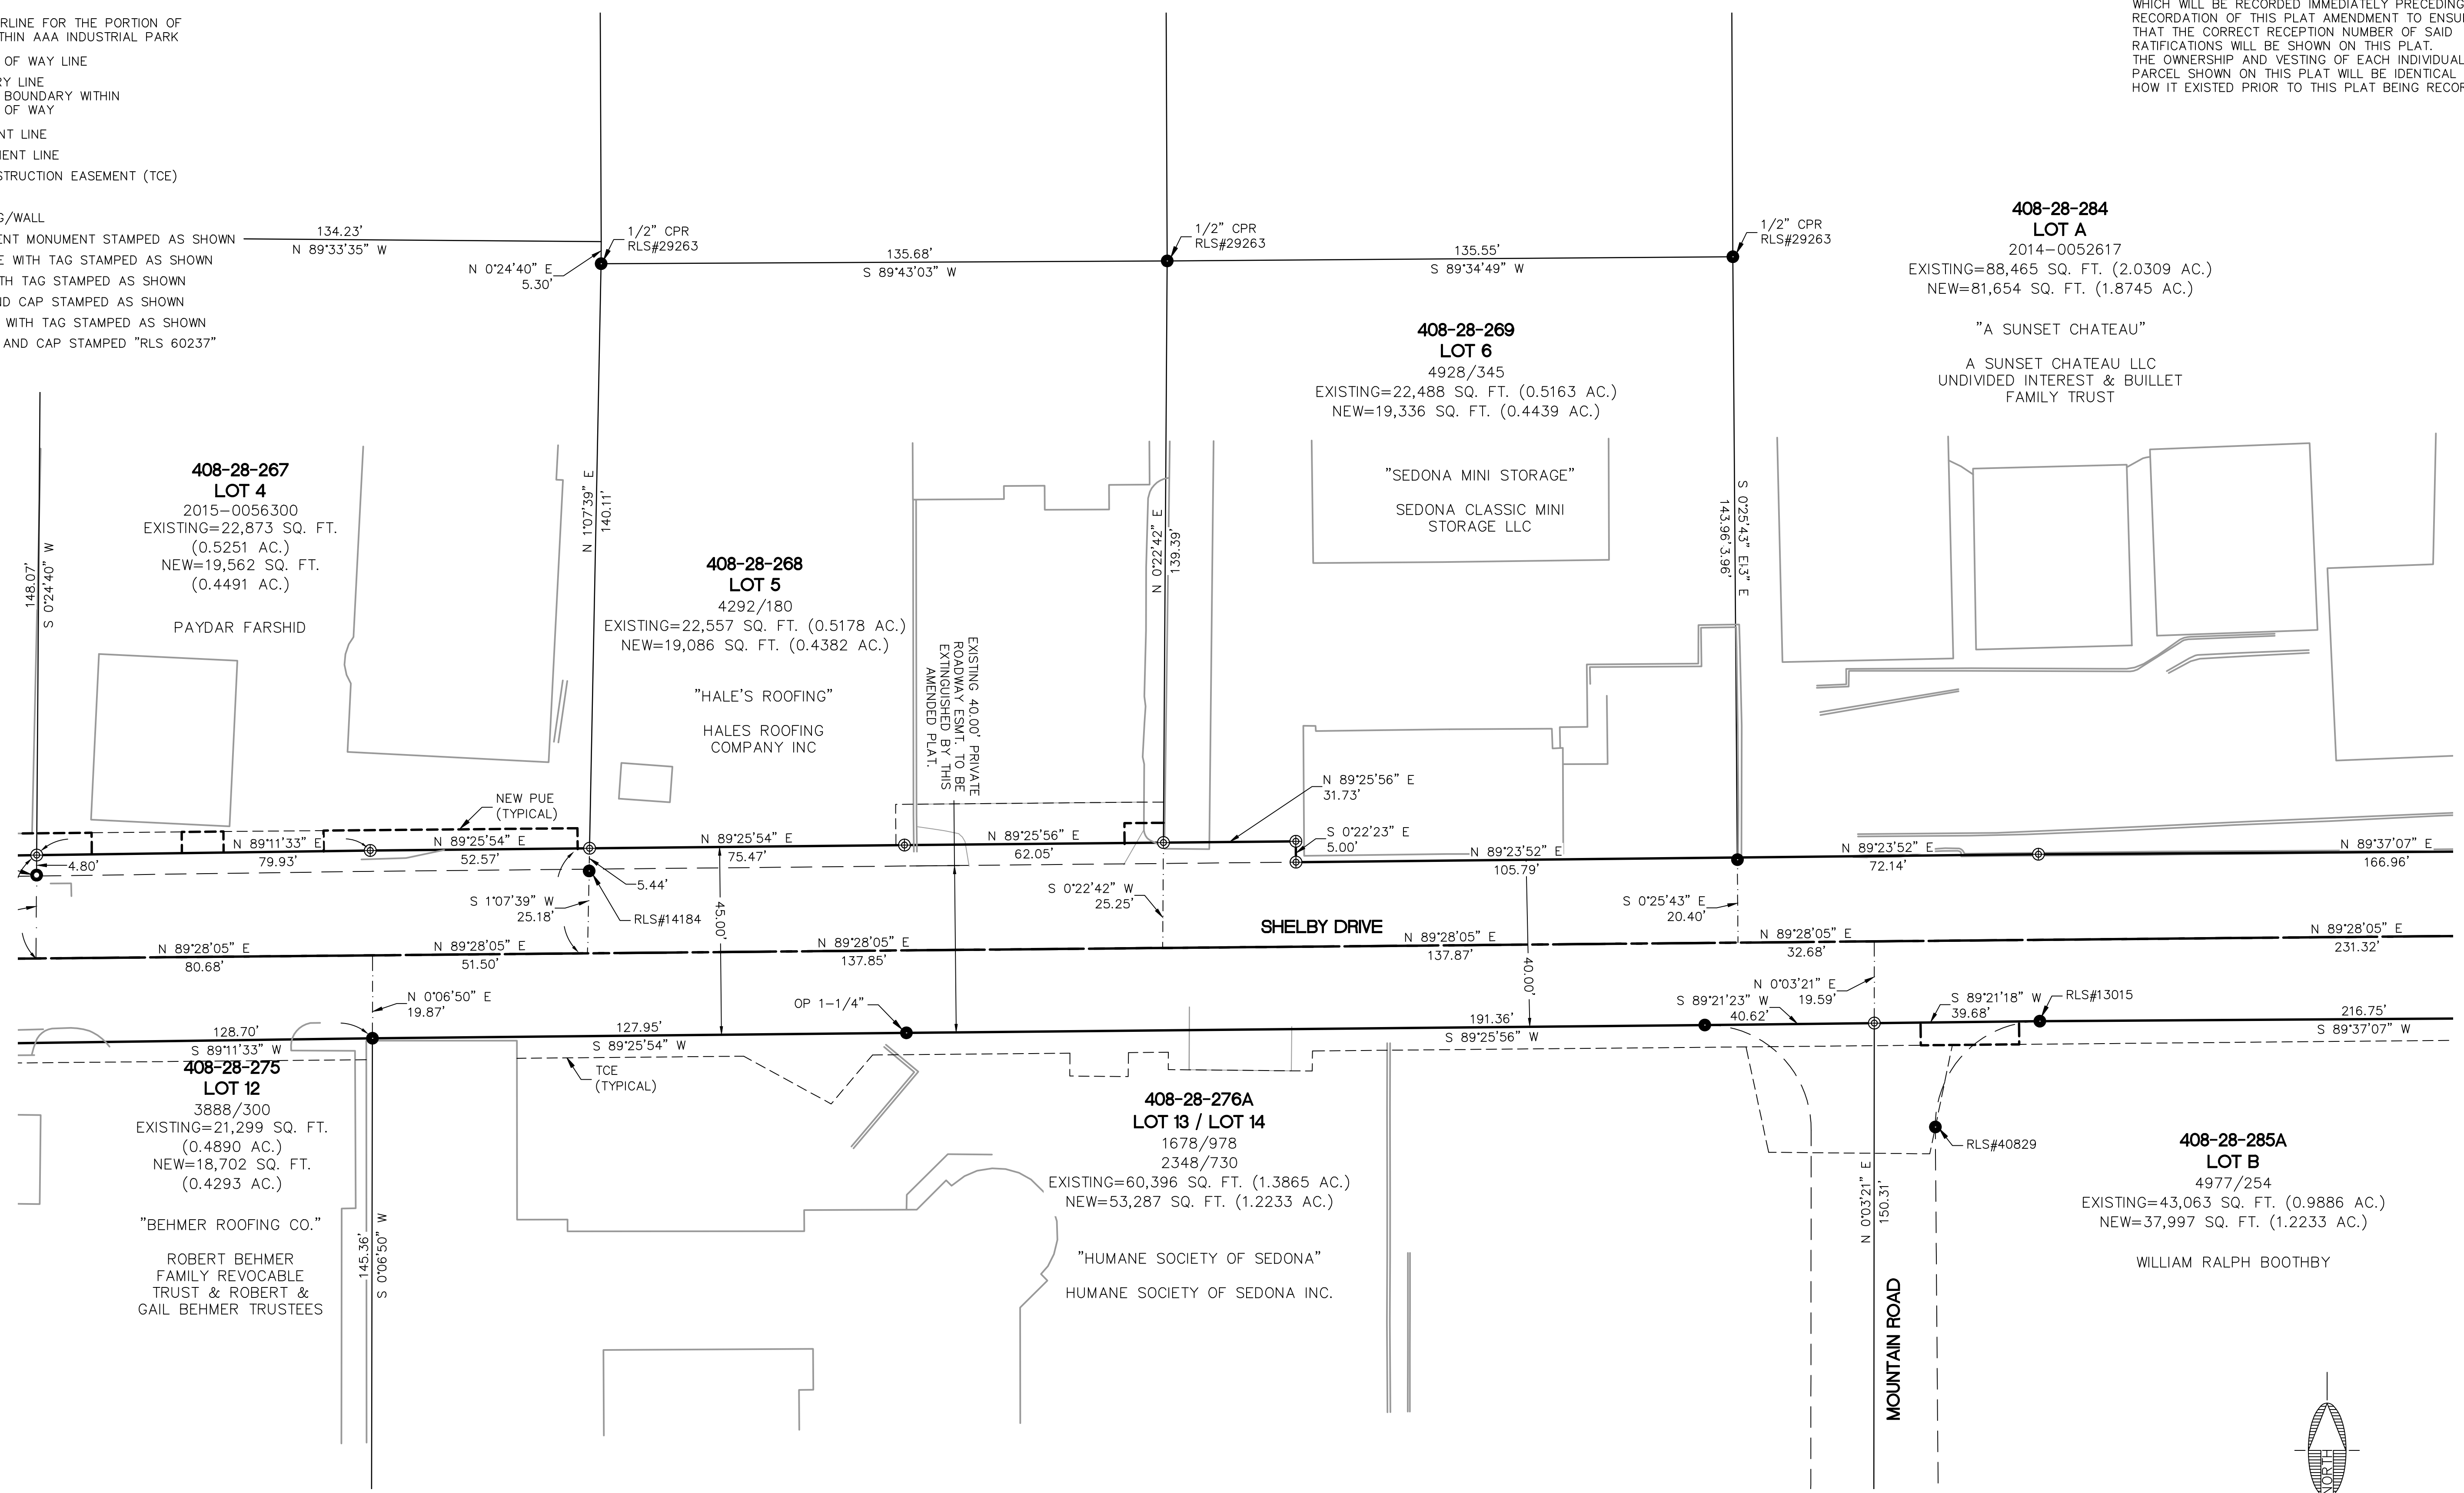 RLINE FOR THE PORTION OF
THIN AAA INDUSTRIAL PARK
OF WAY LINE
RY LINE
BOUNDARY WITHIN
OF WAY
NT LINE
MENT LINE
STRUCTION EASEMENT (TCE)
G/WALL
ENT MONUMENT STAMPED AS SHOWN
E WITH TAG STAMPED AS SHOWN
TH TAG STAMPED AS SHOWN
ND CAP STAMPED AS SHOWN
WITH TAG STAMPED AS SHOWN
AND CAP STAMPED "RLS 60237"
WHICH WILL BE RECORDED IMMEDIATELY PRECEDING
RECORDATION OF THIS PLAT AMENDMENT TO ENSU
THAT THE CORRECT RECEPTION NUMBER OF SAID
RATIFICATIONS WILL BE SHOWN ON THIS PLAT.
THE OWNERSHIP AND VESTING OF EACH INDIVIDUAL
PARCEL SHOWN ON THIS PLAT WILL BE IDENTICAL
HOW IT EXISTED PRIOR TO THIS PLAT BEING RECOR
134.23'
N 89°33'35" W
N 0°24'40" E
5.30'
1/2" CPR
RLS#29263
135.68'
S 89°43'03" W
1/2" CPR
RLS#29263
135.55'
S 89°34'49" W
1/2" CPR
RLS#29263
408-28-284
LOT A
2014-0052617
EXISTING=88,465 SQ. FT. (2.0309 AC.)
NEW=81,654 SQ. FT. (1.8745 AC.)
"A SUNSET CHATEAU"
A SUNSET CHATEAU LLC
UNDIVIDED INTEREST & BUILLET
FAMILY TRUST
408-28-269
LOT 6
4928/345
EXISTING=22,488 SQ. FT. (0.5163 AC.)
NEW=19,336 SQ. FT. (0.4439 AC.)
"SEDONA MINI STORAGE"
SEDONA CLASSIC MINI
STORAGE LLC
408-28-267
LOT 4
2015-0056300
EXISTING=22,873 SQ. FT.
(0.5251 AC.)
NEW=19,562 SQ. FT.
(0.4491 AC.)
PAYDAR FARSHID
408-28-268
LOT 5
4292/180
EXISTING=22,557 SQ. FT. (0.5178 AC.)
NEW=19,086 SQ. FT. (0.4382 AC.)
"HALE'S ROOFING"
HALES ROOFING
COMPANY INC
148.07'
S 0°24'40" W
N 1°07'39" E
140.11'
N 0°22'42" E
139.39'
S 0°25'43" E
143.96'
EXISTING 40.00' PRIVATE
ROADWAY ESMT. TO BE
EXTINGUISHED BY THIS
AMENDED PLAT.
NEW PUE
(TYPICAL)
4.80'
N 89°11'33" E
79.93'
N 89°25'54" E
52.57'
N 89°25'54" E
75.47'
N 89°25'56" E
62.05'
N 89°25'56" E
31.73'
S 0°22'23" E
5.00'
N 89°23'52" E
105.79'
N 89°23'52" E
72.14'
N 89°37'07" E
166.96'
5.44'
S 1°07'39" W
25.18'
RLS#14184
45.00'
S 0°22'42" W
25.25'
SHELBY DRIVE
S 0°25'43" E
20.40'
40.00'
N 89°28'05" E
80.68'
N 89°28'05" E
51.50'
N 89°28'05" E
137.85'
N 89°28'05" E
137.87'
N 89°28'05" E
32.68'
N 89°28'05" E
231.32'
N 0°06'50" E
19.87'
OP 1-1/4"
N 0°03'21" E
19.59'
128.70'
S 89°11'33" W
127.95'
S 89°25'54" W
191.36'
S 89°25'56" W
S 89°21'23" W
40.62'
S 89°21'18" W
39.68'
RLS#13015
216.75'
S 89°37'07" W
TCE
(TYPICAL)
408-28-275
LOT 12
3888/300
EXISTING=21,299 SQ. FT.
(0.4890 AC.)
NEW=18,702 SQ. FT.
(0.4293 AC.)
"BEHMER ROOFING CO."
ROBERT BEHMER
FAMILY REVOCABLE
TRUST & ROBERT &
GAIL BEHMER TRUSTEES
145.36'
S 0°06'50" W
408-28-276A
LOT 13 / LOT 14
1678/978
2348/730
EXISTING=60,396 SQ. FT. (1.3865 AC.)
NEW=53,287 SQ. FT. (1.2233 AC.)
"HUMANE SOCIETY OF SEDONA"
HUMANE SOCIETY OF SEDONA INC.
RLS#40829
N 0°03'21" E
150.31'
MOUNTAIN ROAD
408-28-285A
LOT B
4977/254
EXISTING=43,063 SQ. FT. (0.9886 AC.)
NEW=37,997 SQ. FT. (1.2233 AC.)
WILLIAM RALPH BOOTHBY
NORTH